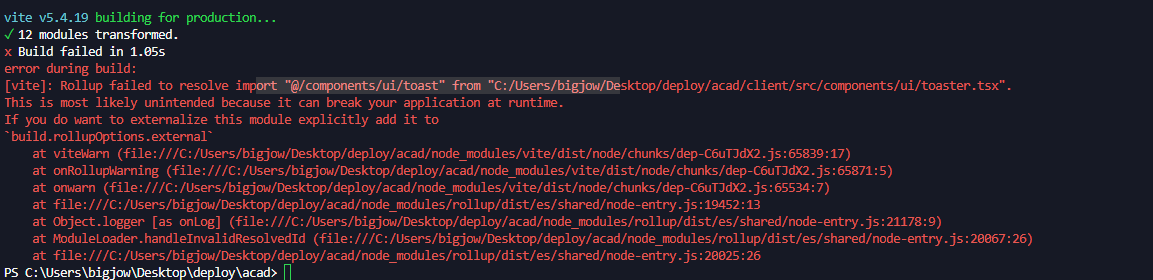 vite v5.4.19 building for production...
✓ 12 modules transformed.
x Build failed in 1.05s
error during build:
[vite]: Rollup failed to resolve import "@/components/ui/toast" from "C:/Users/bigjow/Desktop/deploy/acad/client/src/components/ui/toaster.tsx".
This is most likely unintended because it can break your application at runtime.
If you do want to externalize this module explicitly add it to
`build.rollupOptions.external`
    at viteWarn (file:///C:/Users/bigjow/Desktop/deploy/acad/node_modules/vite/dist/node/chunks/dep-C6uTJdX2.js:65839:17)
    at onRollupWarning (file:///C:/Users/bigjow/Desktop/deploy/acad/node_modules/vite/dist/node/chunks/dep-C6uTJdX2.js:65871:5)
    at onwarn (file:///C:/Users/bigjow/Desktop/deploy/acad/node_modules/vite/dist/node/chunks/dep-C6uTJdX2.js:65534:7)
    at file:///C:/Users/bigjow/Desktop/deploy/acad/node_modules/rollup/dist/es/shared/node-entry.js:19452:13
    at Object.logger [as onLog] (file:///C:/Users/bigjow/Desktop/deploy/acad/node_modules/rollup/dist/es/shared/node-entry.js:21178:9)
    at ModuleLoader.handleInvalidResolvedId (file:///C:/Users/bigjow/Desktop/deploy/acad/node_modules/rollup/dist/es/shared/node-entry.js:20067:26)
    at file:///C:/Users/bigjow/Desktop/deploy/acad/node_modules/rollup/dist/es/shared/node-entry.js:20025:26
PS C:\Users\bigjow\Desktop\deploy\acad>